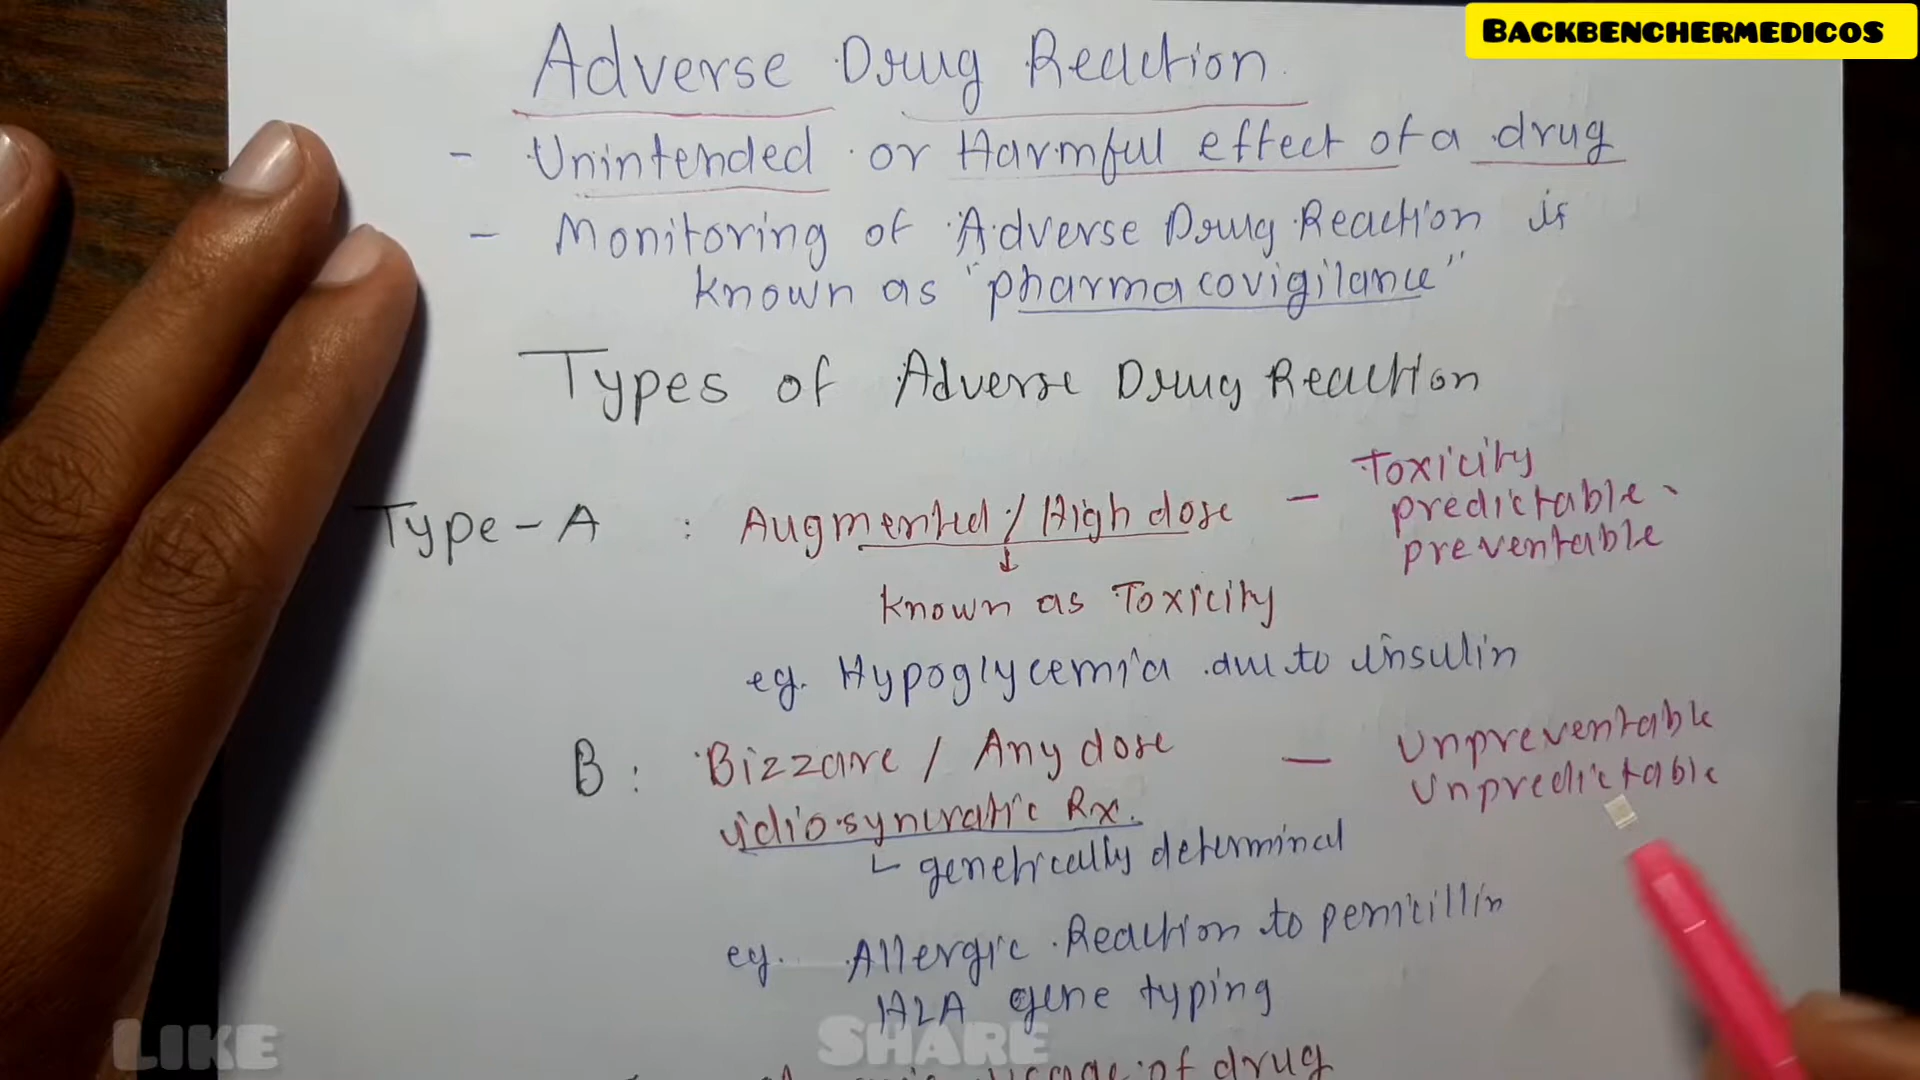 BACKBENCHERMEDICOS
Adverse Drug Reaction
- Unintended or Harmful effect of a drug
- Monitoring of Adverse Drug Reaction is
known as "pharmacovigilance"
Types of Adverse Drug Reaction
Type-A : Augmented / High dose - Toxicity
predictable
preventable
↓
known as Toxicity
eg. Hypoglycemia due to insulin
B : Bizzare / Any dose - Unpreventable
Unpredictable
idiosyncratic Rx.
genetically determined
eg. Allergic Reaction to penicillin
HLA gene typing
of drug
LIKE
SHARE